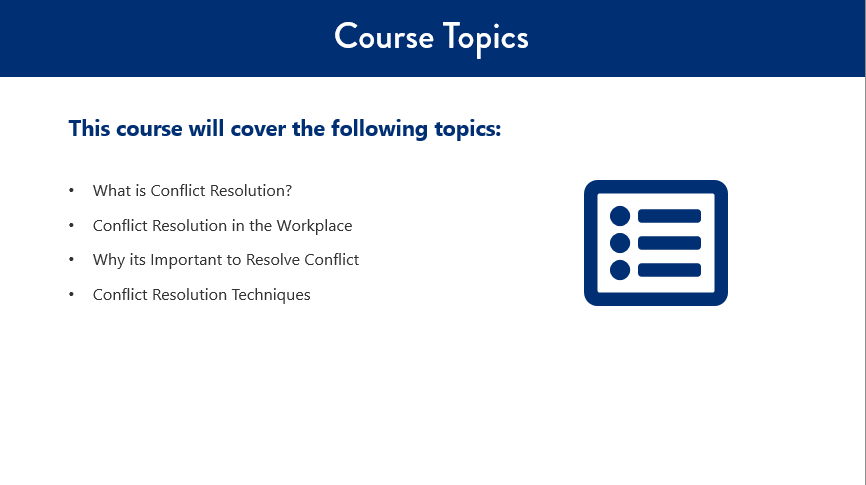 Course Topics
This course will cover the following topics:
• What is Conflict Resolution?
• Conflict Resolution in the Workplace
• Why its Important to Resolve Conflict
• Conflict Resolution Techniques